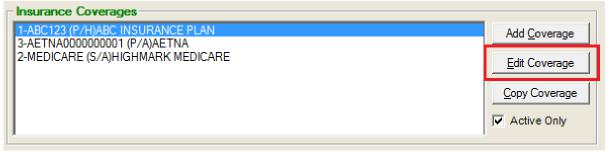 Insurance Coverages
1-ABC123 (P/H)ABC INSURANCE PLAN
3-AETNA0000000001 (P/A)AETNA
2-MEDICARE (S/A)HIGHMARK MEDICARE
Add Coverage
Edit Coverage
Copy Coverage
Active Only